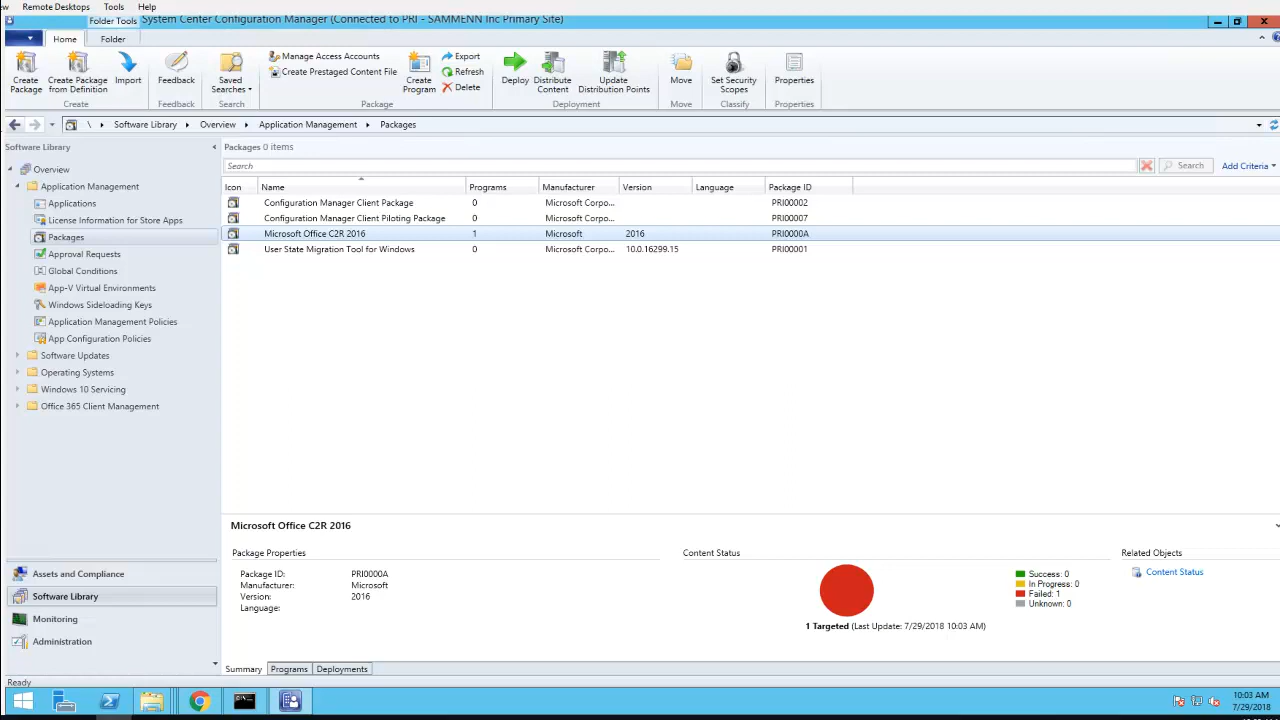 Remote Desktops Tools Help
Folder Tools System Center Configuration Manager (Connected to PRI - SAMMENN Inc Primary Site)
Home Folder
Create Package
Create Package from Definition
Import
Create
Feedback
Feedback
Saved Searches
Search
Manage Access Accounts
Create Prestaged Content File
Create Program
Export
Refresh
Delete
Package
Deploy
Distribute Content
Update Distribution Points
Deployment
Move
Move
Set Security Scopes
Classify
Properties
Properties
\ Software Library Overview Application Management Packages
Software Library
Overview
Application Management
Applications
License Information for Store Apps
Packages
Approval Requests
Global Conditions
App-V Virtual Environments
Windows Sideloading Keys
Application Management Policies
App Configuration Policies
Software Updates
Operating Systems
Windows 10 Servicing
Office 365 Client Management
Assets and Compliance
Software Library
Monitoring
Administration
Packages 0 items
Search Search Add Criteria
Icon Name Programs Manufacturer Version Language Package ID
Configuration Manager Client Package 0 Microsoft Corpo... PRI00002
Configuration Manager Client Piloting Package 0 Microsoft Corpo... PRI00007
Microsoft Office C2R 2016 1 Microsoft 2016 PRI0000A
User State Migration Tool for Windows 0 Microsoft Corpo... 10.0.16299.15 PRI00001
Microsoft Office C2R 2016
Package Properties
Package ID: PRI0000A
Manufacturer: Microsoft
Version: 2016
Language:
Content Status
Success: 0
In Progress: 0
Failed: 1
Unknown: 0
1 Targeted (Last Update: 7/29/2018 10:03 AM)
Related Objects
Content Status
Summary Programs Deployments
Ready
10:03 AM
7/29/2018